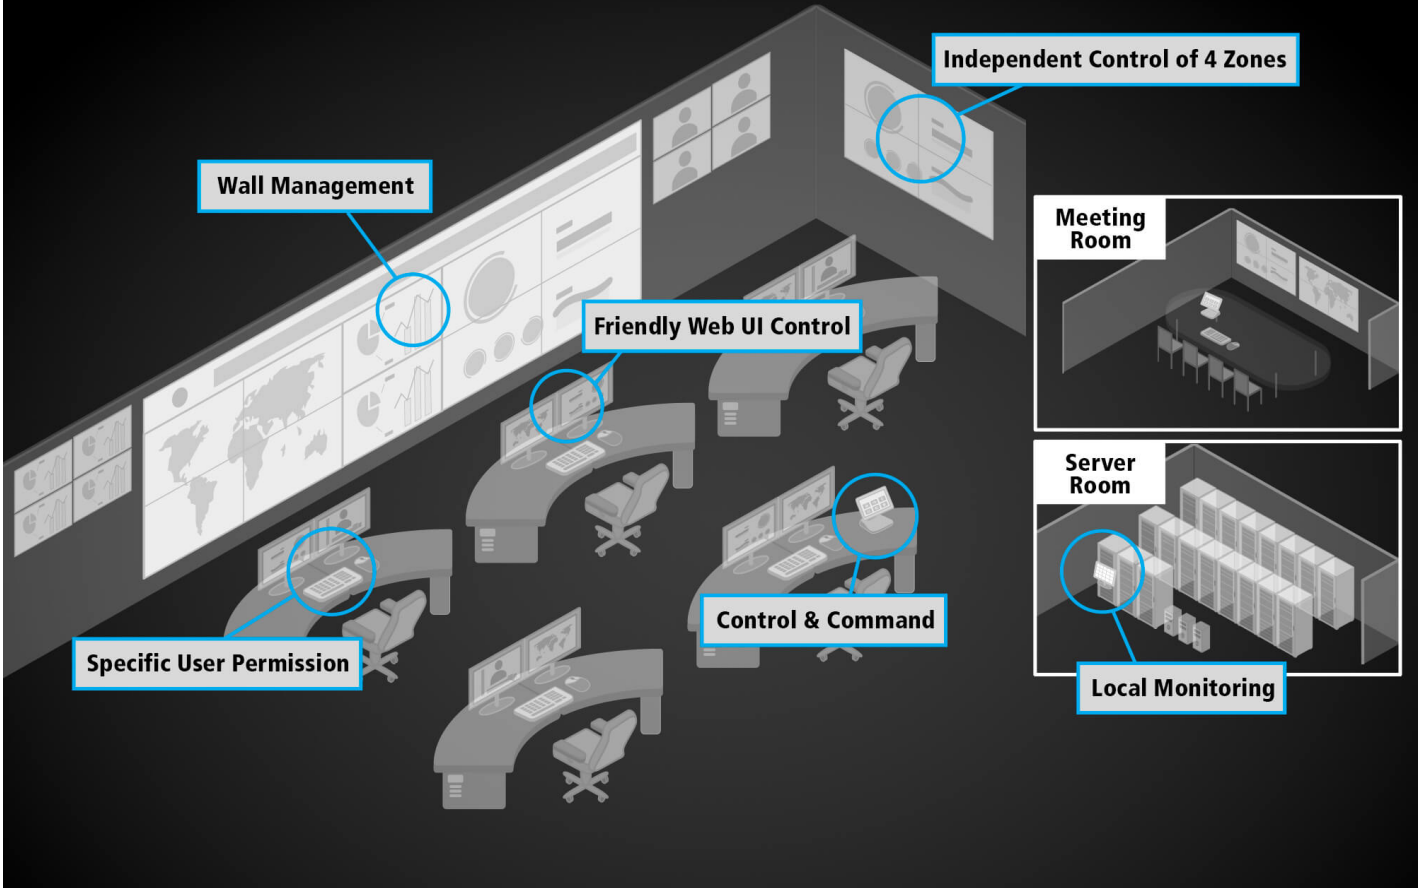 Independent Control of 4 Zones
Wall Management
Meeting
Room
Friendly Web UI Control
Server
Room
Control & Command
Specific User Permission
Local Monitoring